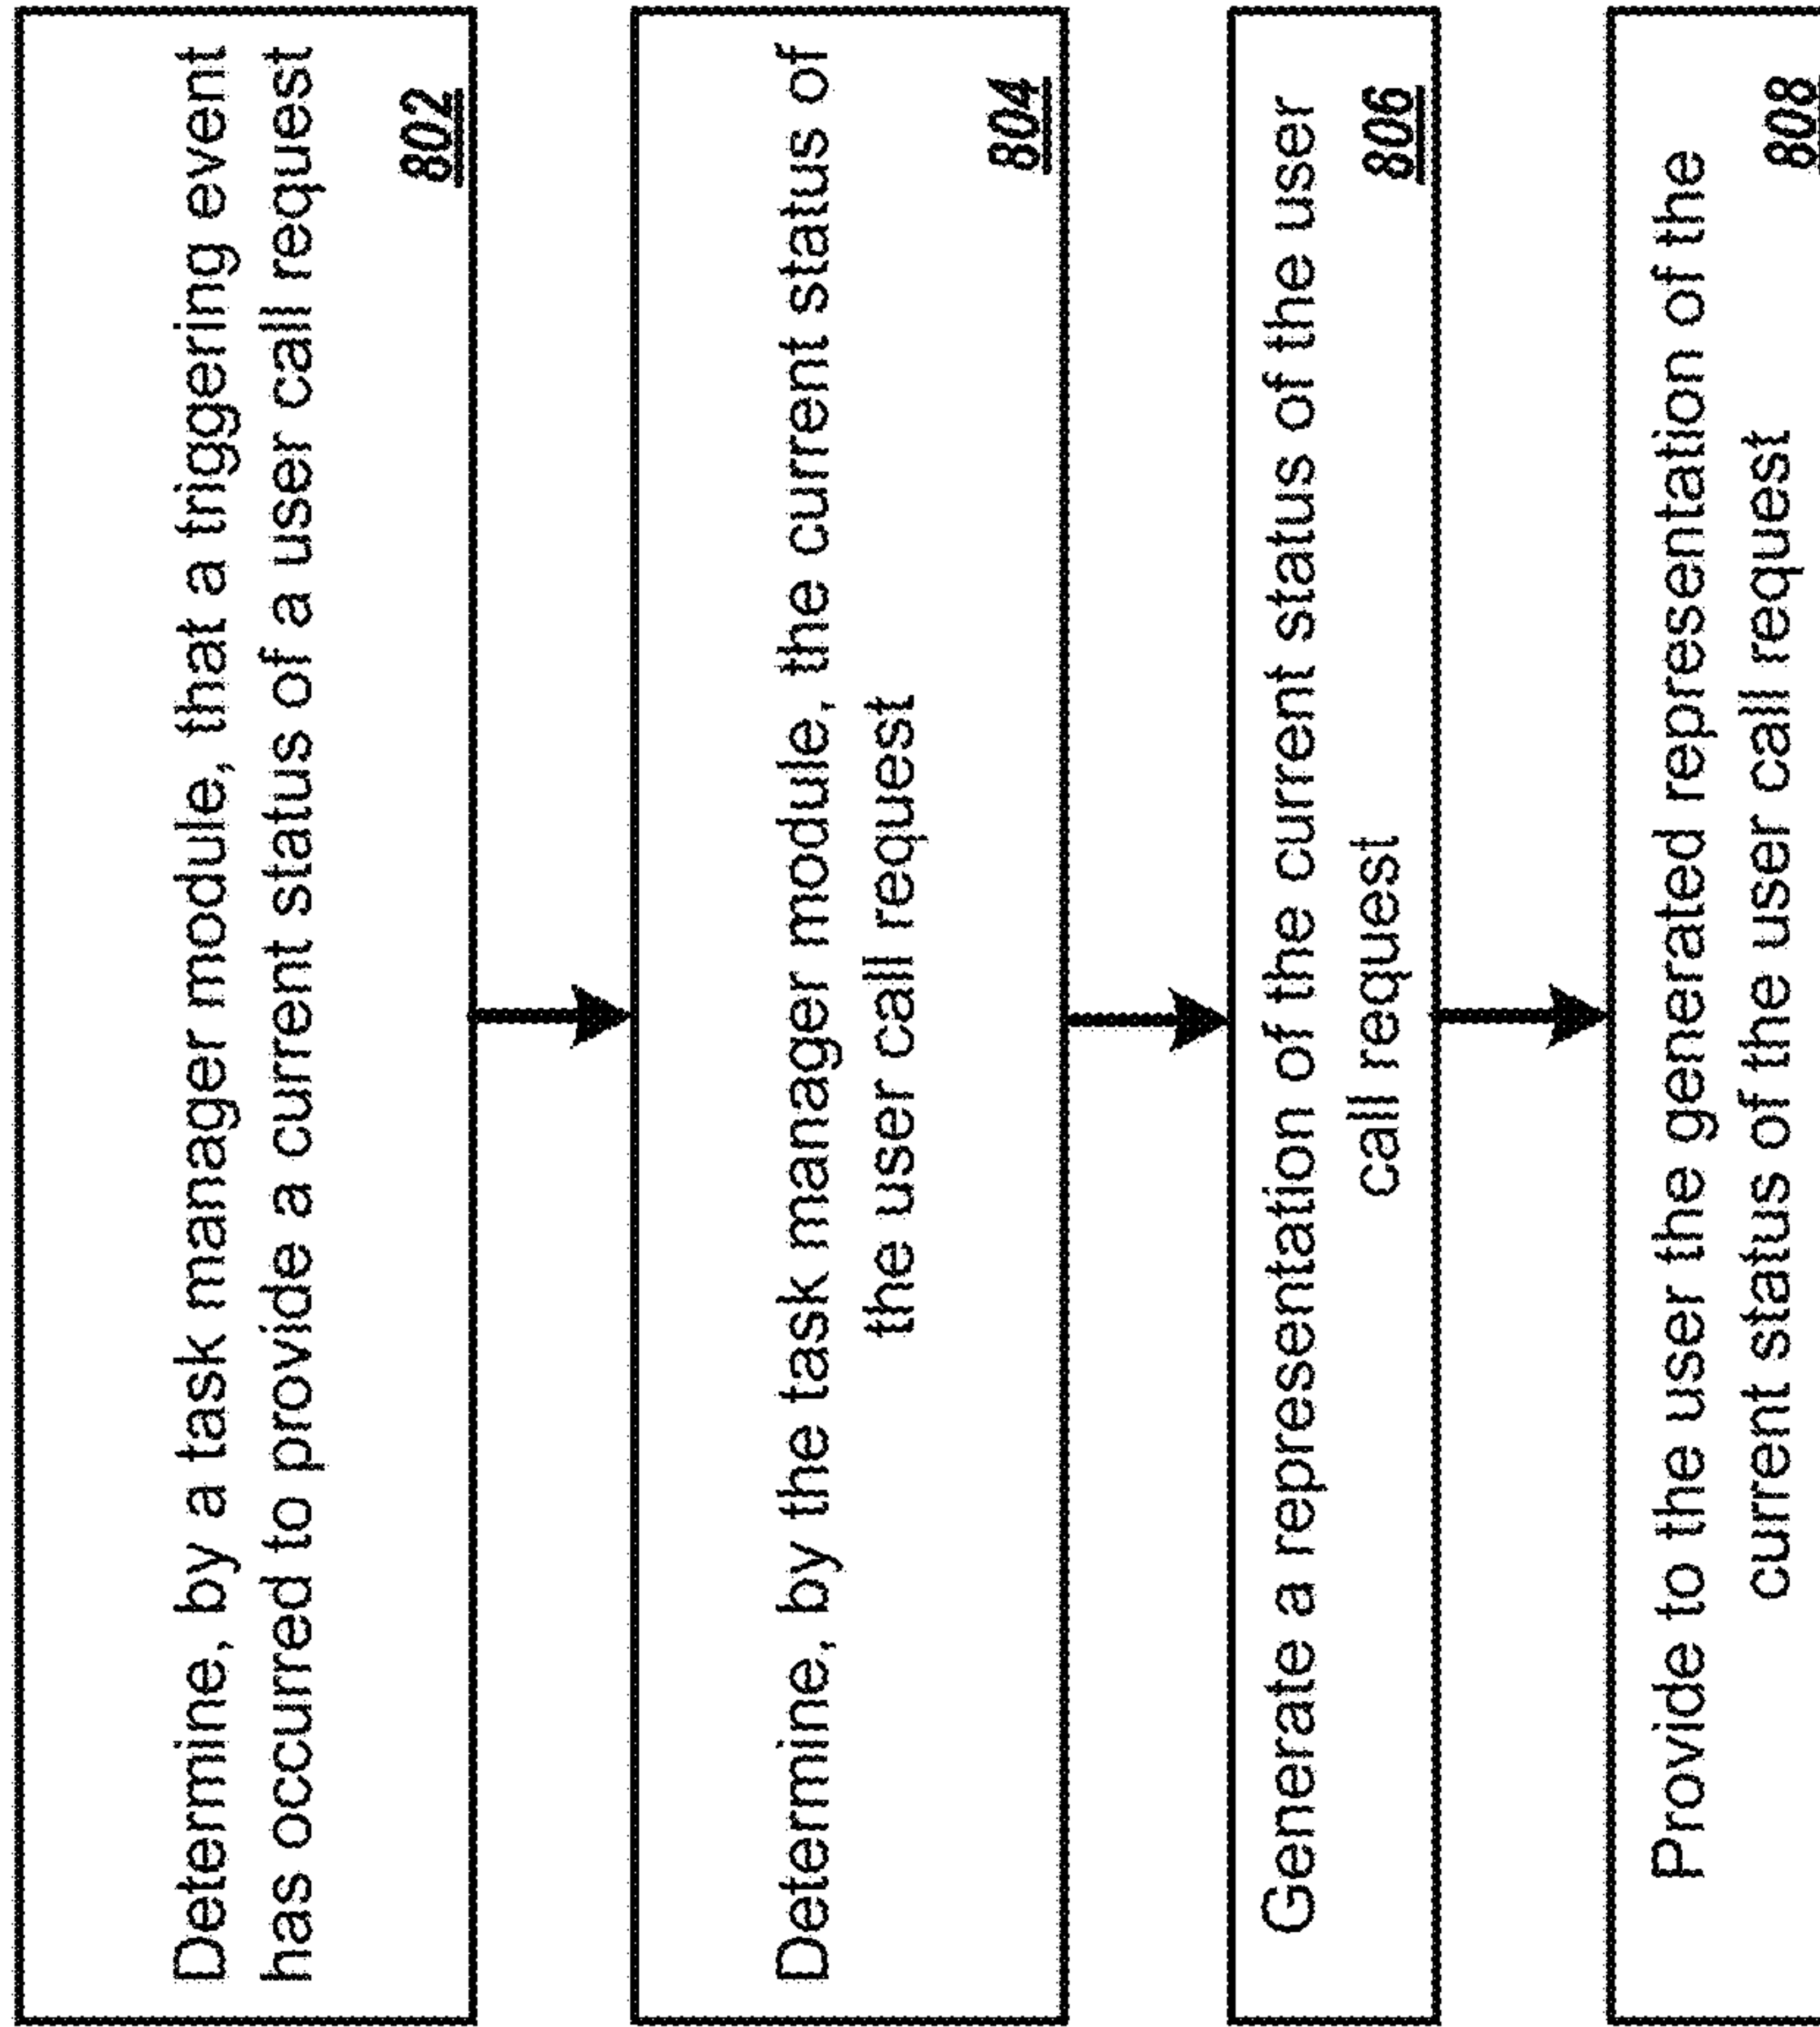 Determine, by a task manager module, that a triggering event
has occurred to provide a current status of a user call request
802
Determine, by the task manager module, the current status of
the user call request
804
Generate a representation of the current status of the user
call request
806
Provide to the user the generated representation of the
current status of the user call request
808